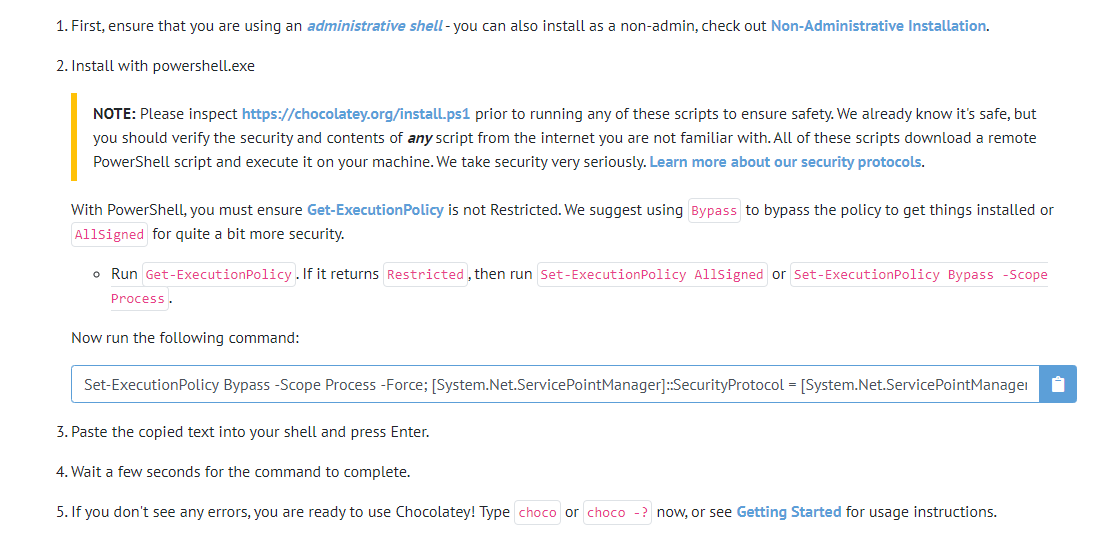 1. First, ensure that you are using an administrative shell - you can also install as a non-admin, check out Non-Administrative Installation.
2. Install with powershell.exe
NOTE: Please inspect https://chocolatey.org/install.ps1 prior to running any of these scripts to ensure safety. We already know it's safe, but
you should verify the security and contents of any script from the internet you are not familiar with. All of these scripts download a remote
PowerShell script and execute it on your machine. We take security very seriously. Learn more about our security protocols.
With PowerShell, you must ensure Get-ExecutionPolicy is not Restricted. We suggest using Bypass to bypass the policy to get things installed or
AllSigned for quite a bit more security.
Run Get-ExecutionPolicy. If it returns Restricted, then run Set-ExecutionPolicy AllSigned or Set-ExecutionPolicy Bypass -Scope
Process.
Now run the following command:
Set-ExecutionPolicy Bypass -Scope Process -Force; [System.Net.ServicePointManager]::SecurityProtocol = [System.Net.ServicePointManager
3. Paste the copied text into your shell and press Enter.
4. Wait a few seconds for the command to complete.
5. If you don't see any errors, you are ready to use Chocolatey! Type choco or choco -? now, or see Getting Started for usage instructions.